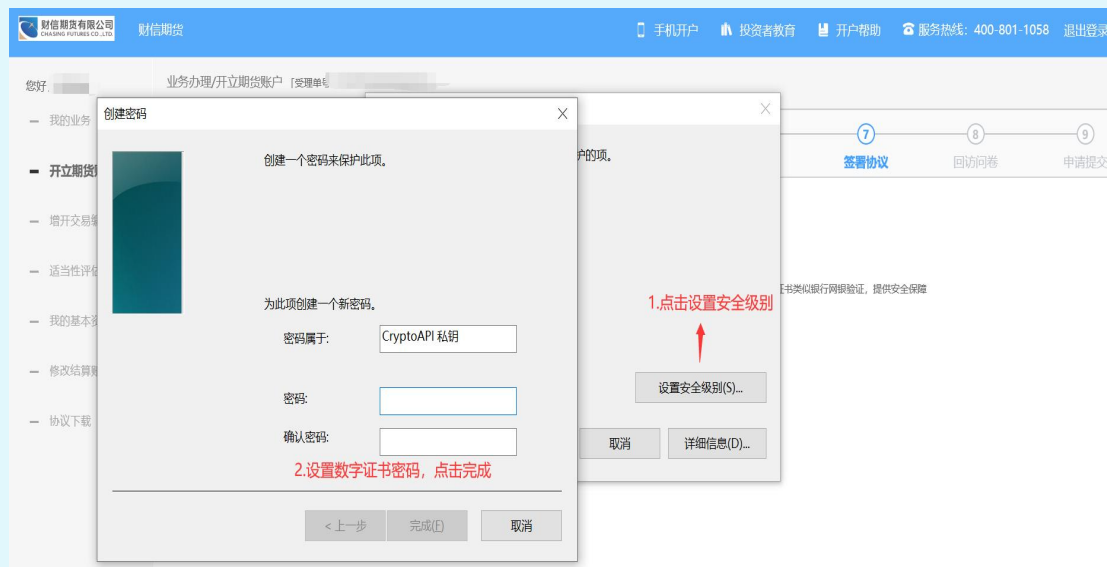 财信期货有限公司
CHASING FUTURES CO.,LTD
财信期货
手机开户
投资者教育
开户帮助
服务热线：400-801-1058
退出登录
您好,
业务办理/开立期货账户「受理单号
我的业务
开立期货
增开交易
适当性评估
我的基本资
修改结算账
协议下载
7
签署协议
8
回访问卷
9
申请提交
创建密码
创建一个密码来保护此项。
为此项创建一个新密码。
密码属于:
CryptoAPI 私钥
密码:
确认密码:
2.设置数字证书密码，点击完成
<上一步
完成(F)
取消
护的项。
1.点击设置安全级别
设置安全级别(S)...
取消
详细信息(D)...
证书类似银行网银验证，提供安全保障